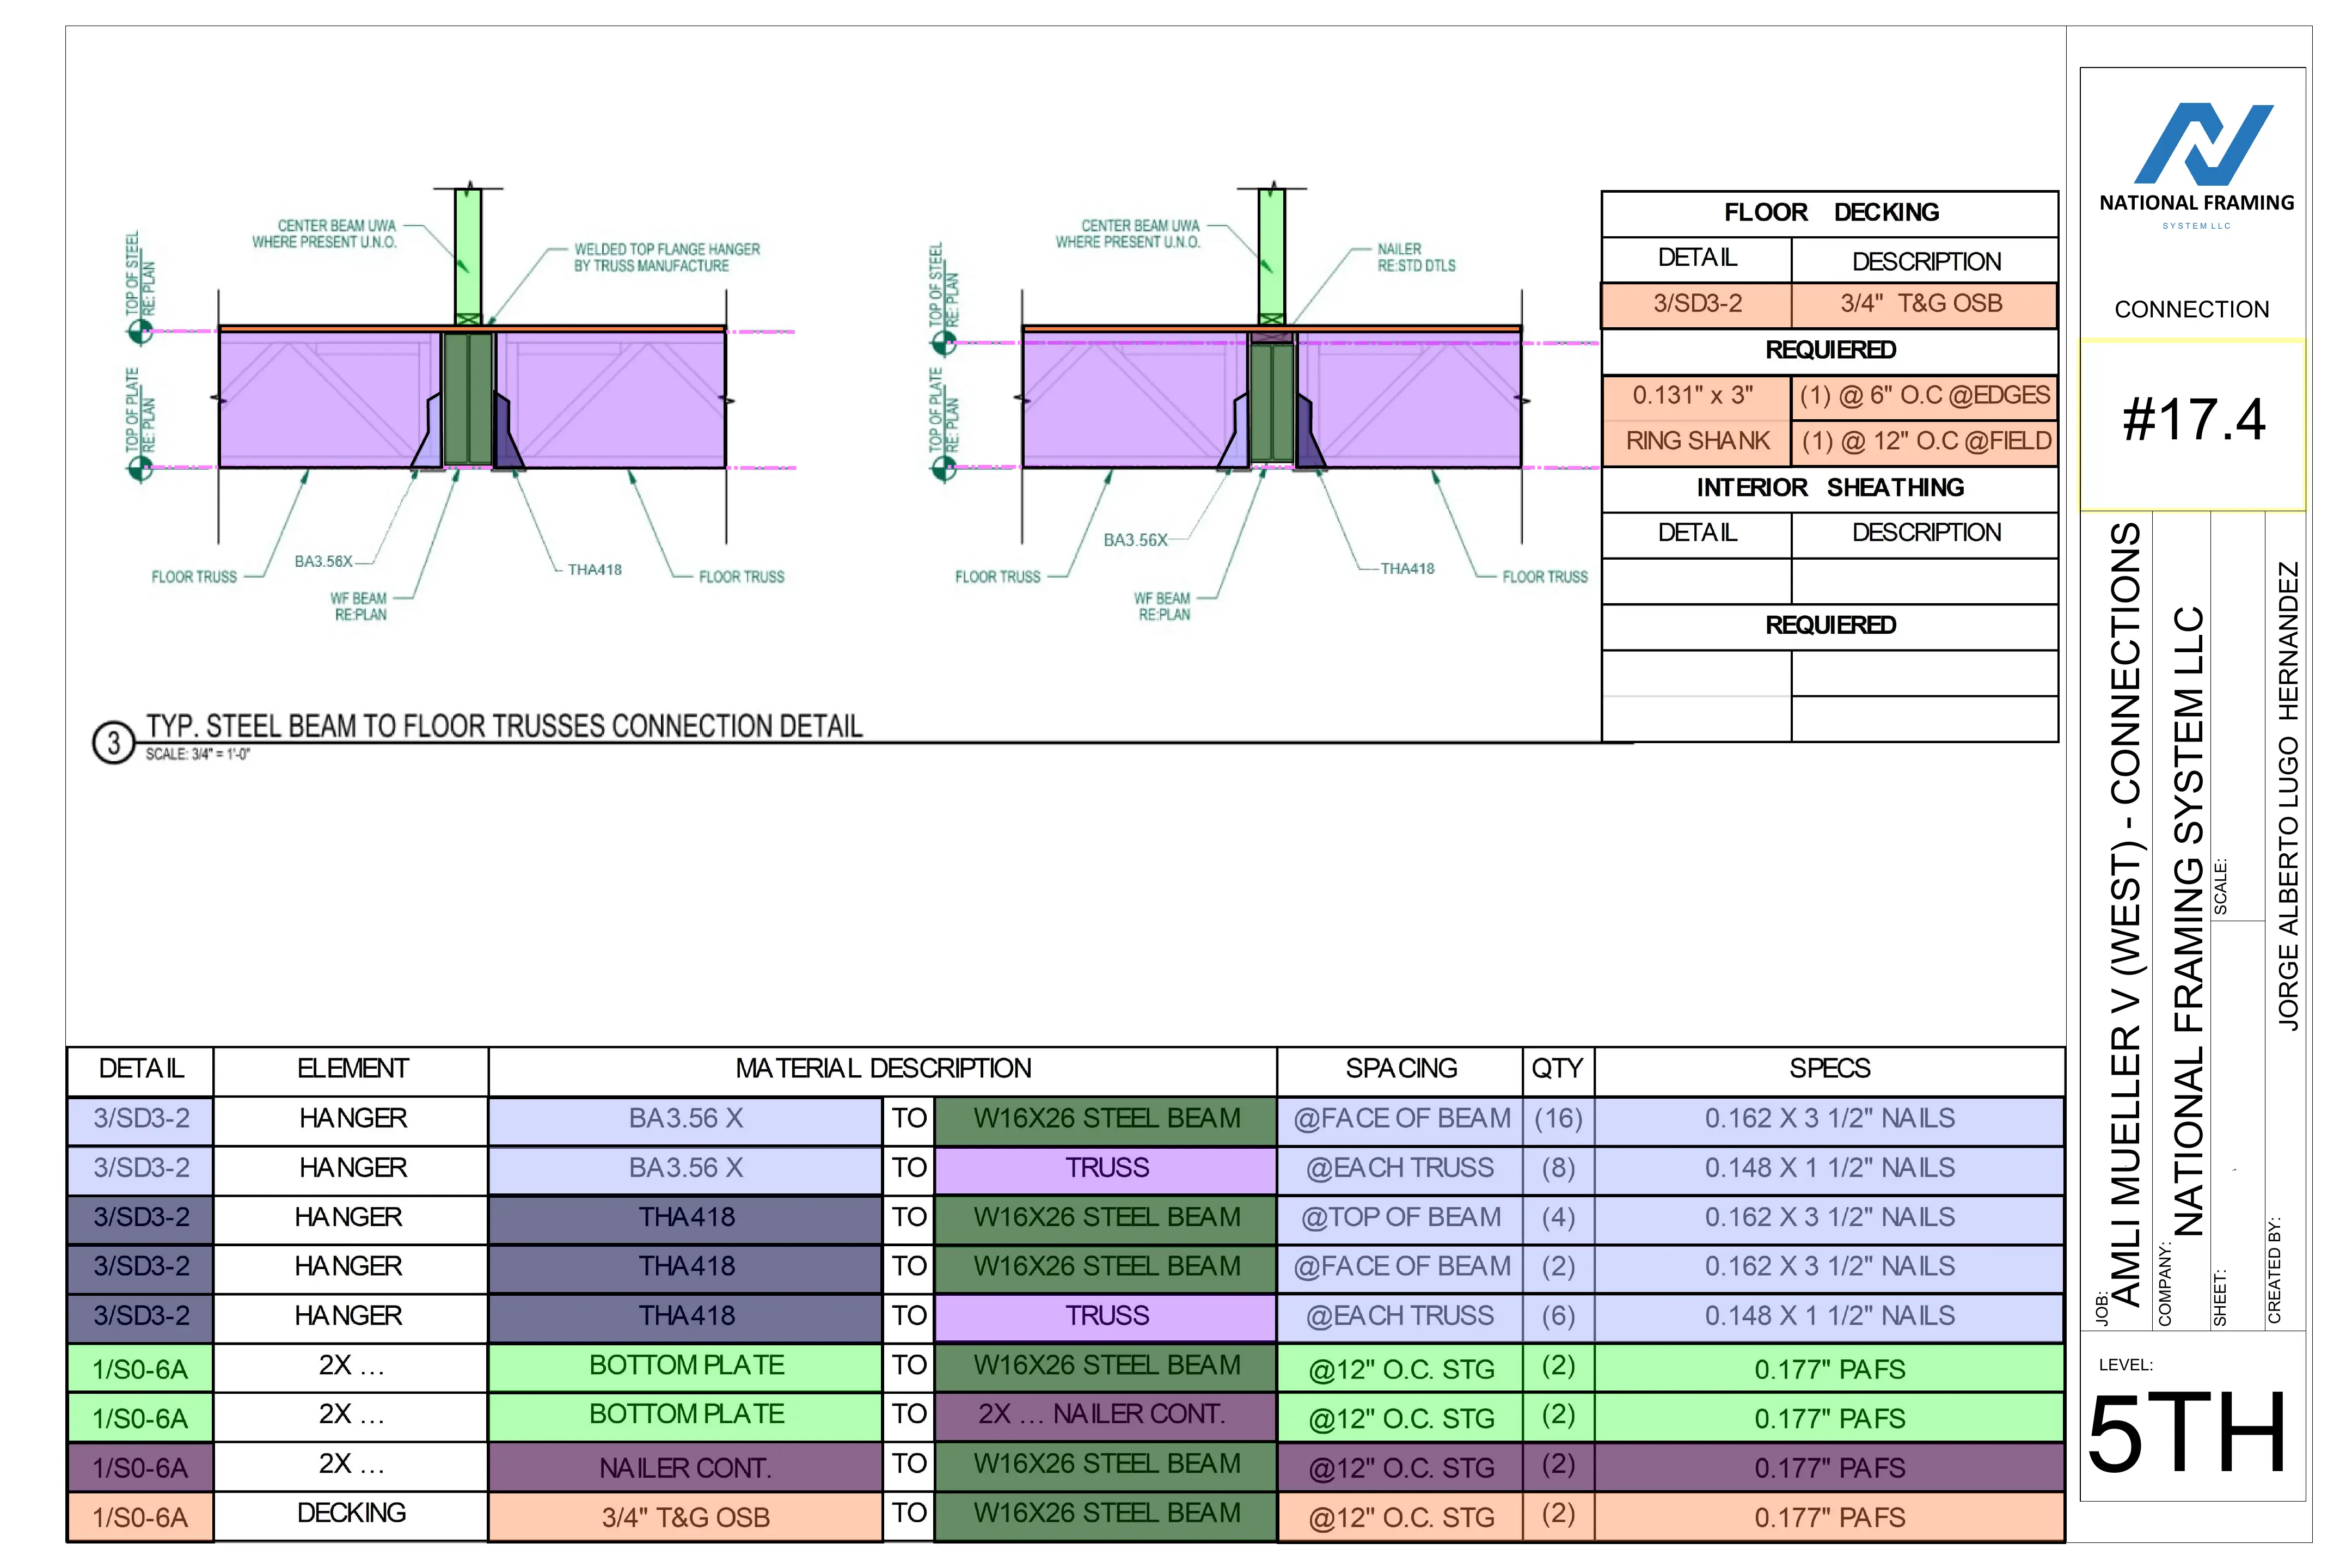 CENTER BEAM UWA
WHERE PRESENT U.N.O.
WELDED TOP FLANGE HANGER
BY TRUSS MANUFACTURE
TOP OF STEEL
RE: PLAN
TOP OF PLATE
RE: PLAN
FLOOR TRUSS
BA3.56X
WF BEAM
RE:PLAN
THA418
FLOOR TRUSS
CENTER BEAM UWA
WHERE PRESENT U.N.O.
NAILER
RE:STD DTLS
TOP OF STEEL
RE: PLAN
TOP OF PLATE
RE: PLAN
FLOOR TRUSS
BA3.56X
WF BEAM
RE:PLAN
THA418
FLOOR TRUSS
3 TYP. STEEL BEAM TO FLOOR TRUSSES CONNECTION DETAIL
SCALE: 3/4" = 1'-0"
FLOOR DECKING
DETAIL DESCRIPTION
3/SD3-2 3/4" T&G OSB
REQUIERED
0.131" x 3" (1) @ 6" O.C @EDGES
RING SHANK (1) @ 12" O.C @FIELD
INTERIOR SHEATHING
DETAIL DESCRIPTION
REQUIERED
DETAIL ELEMENT MATERIAL DESCRIPTION SPACING QTY SPECS
3/SD3-2 HANGER BA3.56 X TO W16X26 STEEL BEAM @FACE OF BEAM (16) 0.162 X 3 1/2" NAILS
3/SD3-2 HANGER BA3.56 X TO TRUSS @EACH TRUSS (8) 0.148 X 1 1/2" NAILS
3/SD3-2 HANGER THA418 TO W16X26 STEEL BEAM @TOP OF BEAM (4) 0.162 X 3 1/2" NAILS
3/SD3-2 HANGER THA418 TO W16X26 STEEL BEAM @FACE OF BEAM (2) 0.162 X 3 1/2" NAILS
3/SD3-2 HANGER THA418 TO TRUSS @EACH TRUSS (6) 0.148 X 1 1/2" NAILS
1/S0-6A 2X ... BOTTOM PLATE TO W16X26 STEEL BEAM @12" O.C. STG (2) 0.177" PAFS
1/S0-6A 2X ... BOTTOM PLATE TO 2X ... NAILER CONT. @12" O.C. STG (2) 0.177" PAFS
1/S0-6A 2X ... NAILER CONT. TO W16X26 STEEL BEAM @12" O.C. STG (2) 0.177" PAFS
1/S0-6A DECKING 3/4" T&G OSB TO W16X26 STEEL BEAM @12" O.C. STG (2) 0.177" PAFS
NATIONAL FRAMING
SYSTEM LLC
CONNECTION
#17.4
JOB:
AMLI MUELLER V (WEST) - CONNECTIONS
COMPANY:
NATIONAL FRAMING SYSTEM LLC
SHEET:
SCALE:
CREATED BY:
JORGE ALBERTO LUGO HERNANDEZ
LEVEL:
5TH